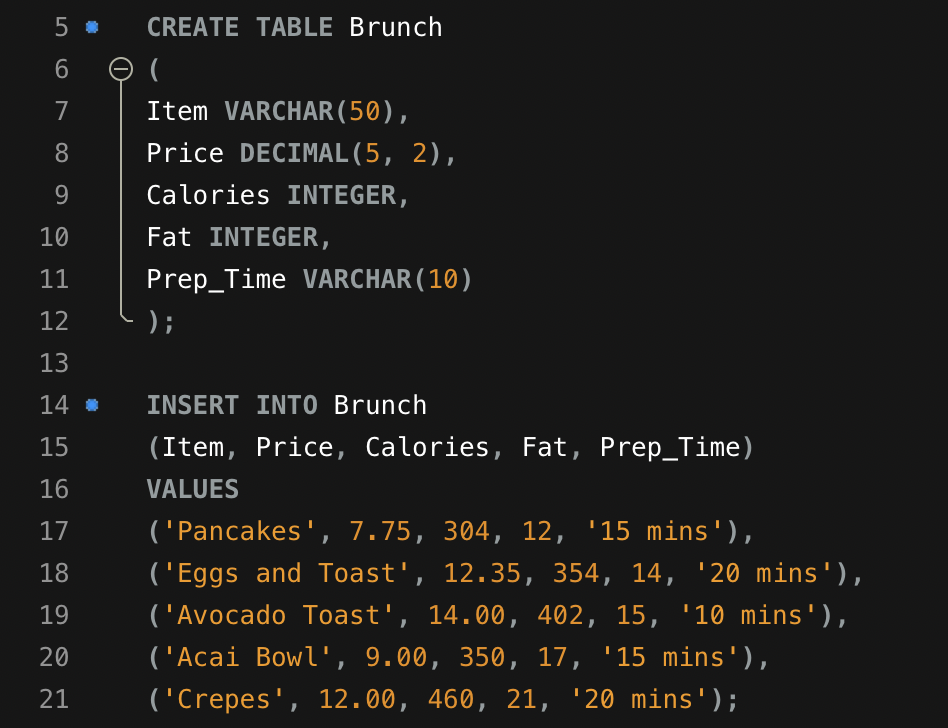 5 CREATE TABLE Brunch
6 (
7 Item VARCHAR(50),
8 Price DECIMAL(5, 2),
9 Calories INTEGER,
10 Fat INTEGER,
11 Prep_Time VARCHAR(10)
12 );
13
14 INSERT INTO Brunch
15 (Item, Price, Calories, Fat, Prep_Time)
16 VALUES
17 ('Pancakes', 7.75, 304, 12, '15 mins'),
18 ('Eggs and Toast', 12.35, 354, 14, '20 mins'),
19 ('Avocado Toast', 14.00, 402, 15, '10 mins'),
20 ('Acai Bowl', 9.00, 350, 17, '15 mins'),
21 ('Crepes', 12.00, 460, 21, '20 mins');